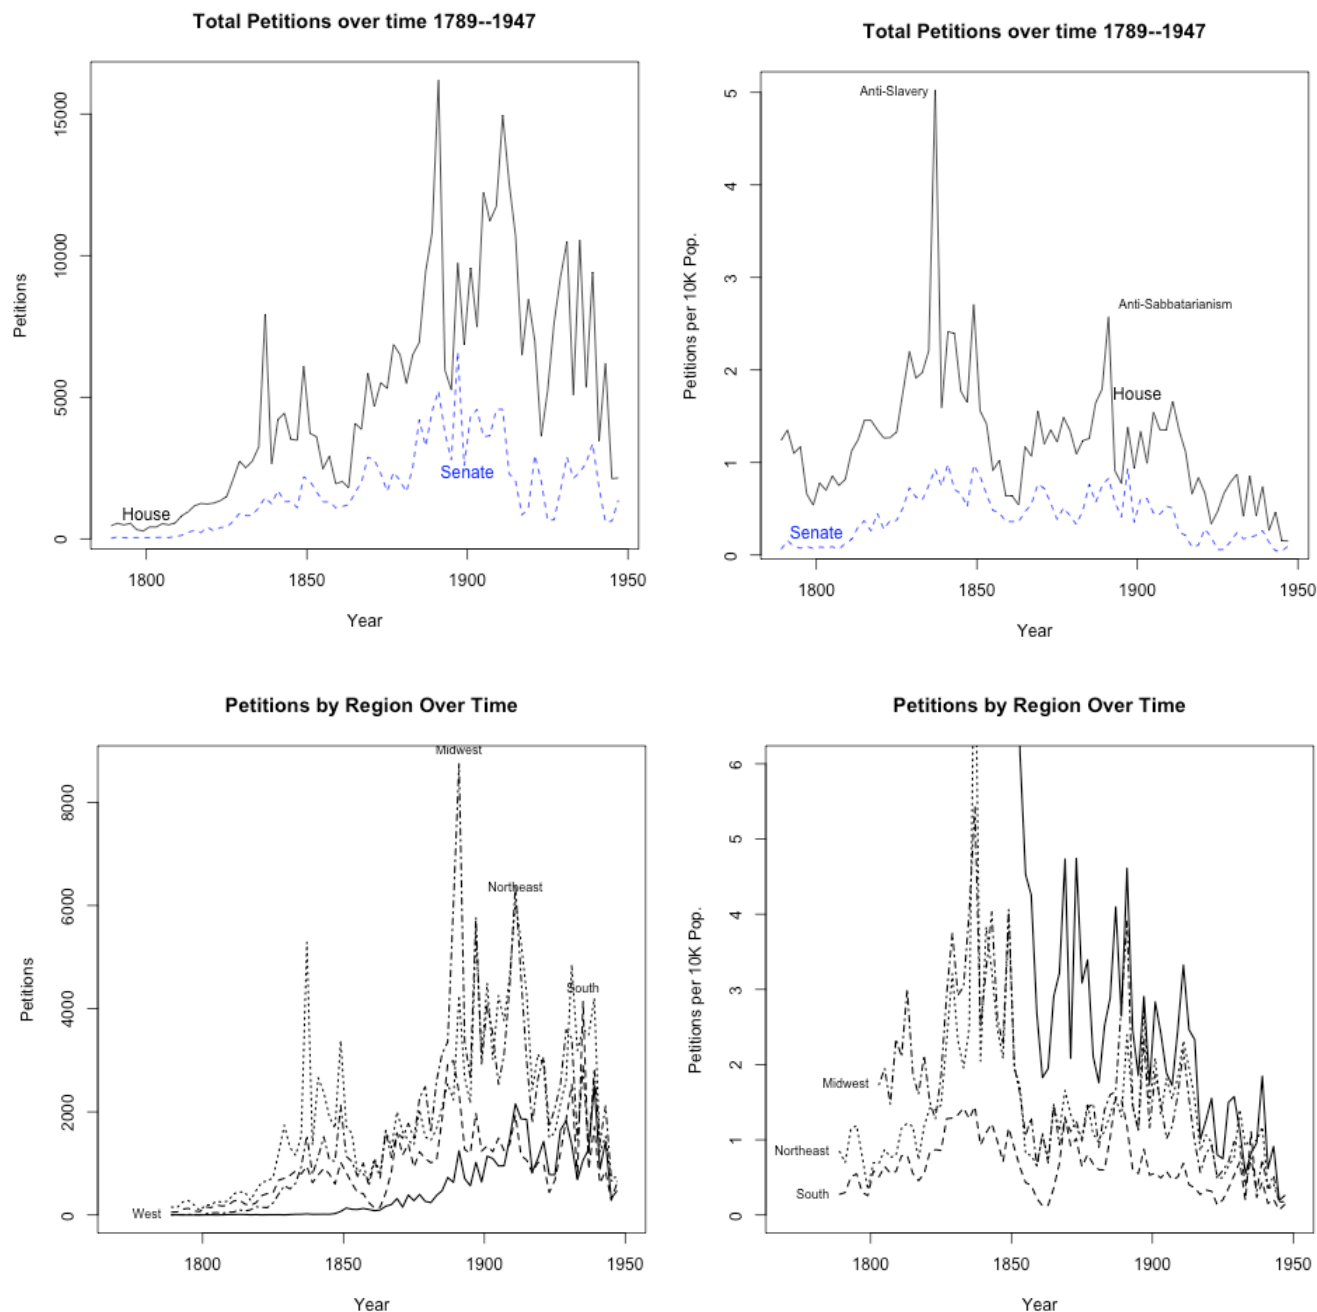 Total Petitions over time 1789--1947
Petitions
15000
10000
5000
0
House
Senate
1800 1850 1900 1950
Year
Total Petitions over time 1789--1947
Petitions per 10K Pop.
5
4
3
2
1
0
Anti-Slavery
Anti-Sabbatarianism
House
Senate
1800 1850 1900 1950
Year
Petitions by Region Over Time
Petitions
8000
6000
4000
2000
0
Midwest
Northeast
South
West
1800 1850 1900 1950
Year
Petitions by Region Over Time
Petitions per 10K Pop.
6
5
4
3
2
1
0
Midwest
Northeast
South
1800 1850 1900 1950
Year